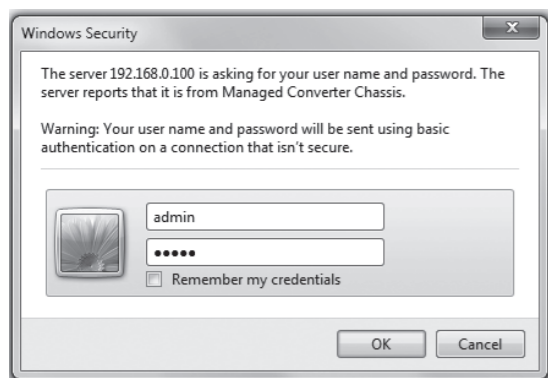 Windows Security
The server 192.168.0.100 is asking for your user name and password. The
server reports that it is from Managed Converter Chassis.
Warning: Your user name and password will be sent using basic
authentication on a connection that isn't secure.
admin
●●●●●
Remember my credentials
OK
Cancel